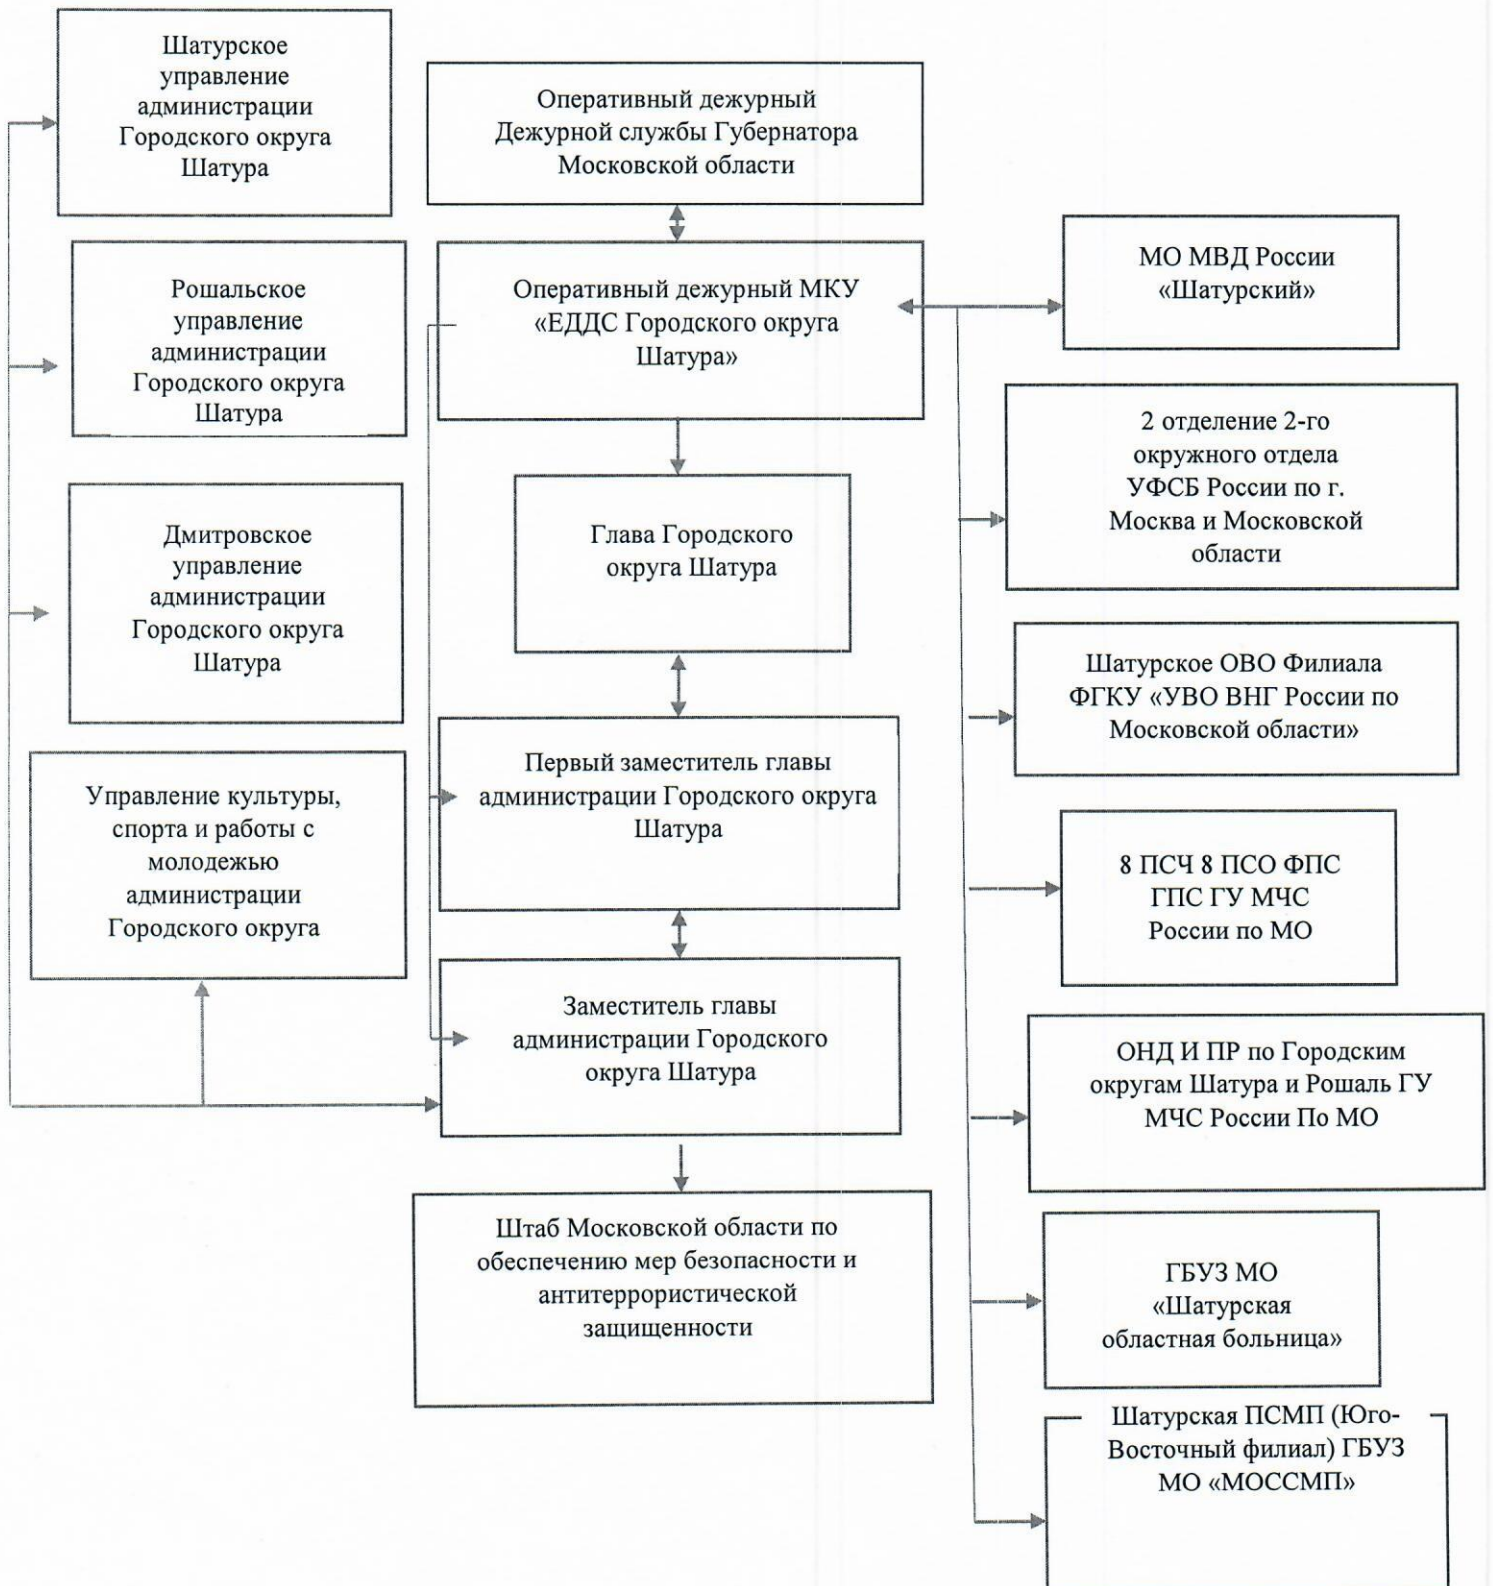 Шатурское
управление
администрации
Городского округа
Шатура
Рошальское
управление
администрации
Городского округа
Шатура
Дмитровское
управление
администрации
Городского округа
Шатура
Управление культуры,
спорта и работы с
молодежью
администрации
Городского округа
Оперативный дежурный
Дежурной службы Губернатора
Московской области
Оперативный дежурный МКУ
«ЕДДС Городского округа
Шатура»
Глава Городского
округа Шатура
Первый заместитель главы
администрации Городского округа
Шатура
Заместитель главы
администрации Городского
округа Шатура
Штаб Московской области по
обеспечению мер безопасности и
антитеррористической
защищенности
МО МВД России
«Шатурский»
2 отделение 2-го
окружного отдела
УФСБ России по г.
Москва и Московской
области
Шатурское ОВО Филиала
ФГКУ «УВО ВНГ России по
Московской области»
8 ПСЧ 8 ПСО ФПС
ГПС ГУ МЧС
России по МО
ОНД И ПР по Городским
округам Шатура и Рошаль ГУ
МЧС России По МО
ГБУЗ МО
«Шатурская
областная больница»
Шатурская ПСМП (Юго-
Восточный филиал) ГБУЗ
МО «МОССМП»